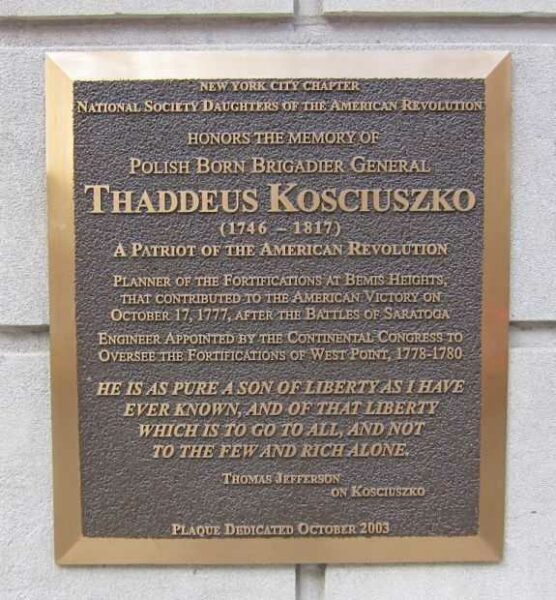 NEW YORK CITY CHAPTER
NATIONAL SOCIETY DAUGHTERS OF THE AMERICAN REVOLUTION
HONORS THE MEMORY OF
POLISH BORN BRIGADIER GENERAL
THADDEUS KOSCIUSZKO
(1746 – 1817)
A PATRIOT OF THE AMERICAN REVOLUTION
PLANNER OF THE FORTIFICATIONS AT BEMIS HEIGHTS,
THAT CONTRIBUTED TO THE AMERICAN VICTORY ON
OCTOBER 17, 1777, AFTER THE BATTLES OF SARATOGA
ENGINEER APPOINTED BY THE CONTINENTAL CONGRESS TO
OVERSEE THE FORTIFICATIONS OF WEST POINT, 1778-1780
HE IS AS PURE A SON OF LIBERTY AS I HAVE
EVER KNOWN, AND OF THAT LIBERTY
WHICH IS TO GO TO ALL, AND NOT
TO THE FEW AND RICH ALONE.
THOMAS JEFFERSON
ON KOSCIUSZKO
PLAQUE DEDICATED OCTOBER 2003